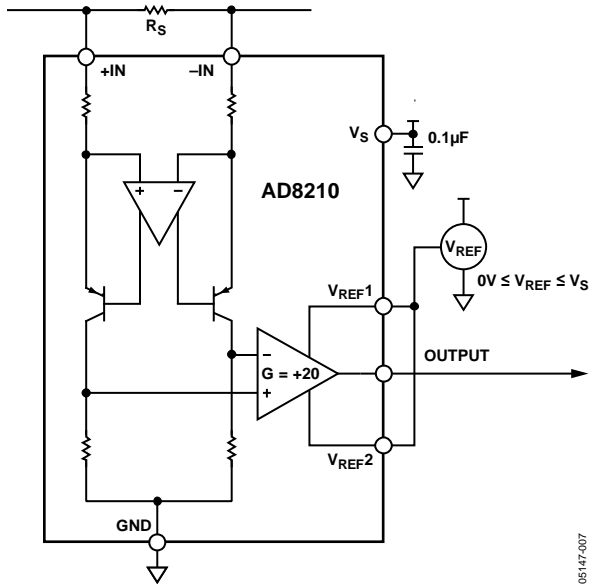 R_S
+IN
–IN
V_S
0.1µF
+ –
AD8210
V_REF
0V ≤ V_REF ≤ V_S
V_REF1
–
G = +20
+
OUTPUT
V_REF2
GND
05147-007